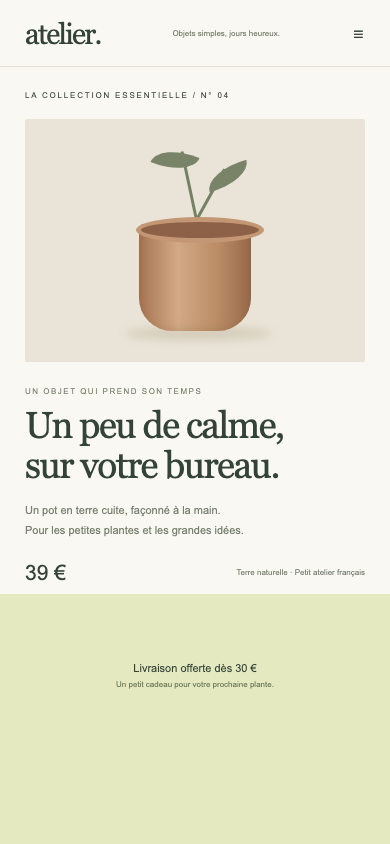 atelier.
Objets simples, jours heureux.
LA COLLECTION ESSENTIELLE / N° 04
UN OBJET QUI PREND SON TEMPS
Un peu de calme,
sur votre bureau.
Un pot en terre cuite, façonné à la main.
Pour les petites plantes et les grandes idées.
39 €
Terre naturelle · Petit atelier français
Livraison offerte dès 30 €
Un petit cadeau pour votre prochaine plante.